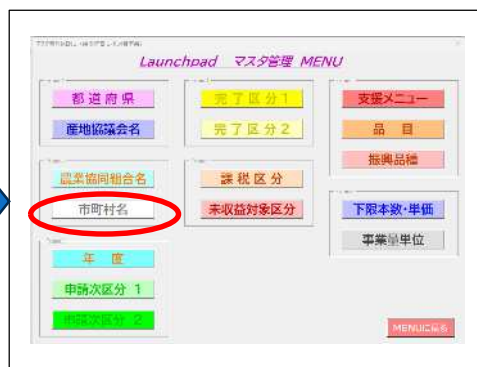 Launchpad マスタ管理 MENU
都道府県
産地協議会名
農業協同組合名
市町村名
年度
申請次区分 1
申請次区分 2
完了区分1
完了区分2
課税区分
未収益対象区分
支援メニュー
品目
振興品種
下限本数・単価
事業量単位
MENUに戻る